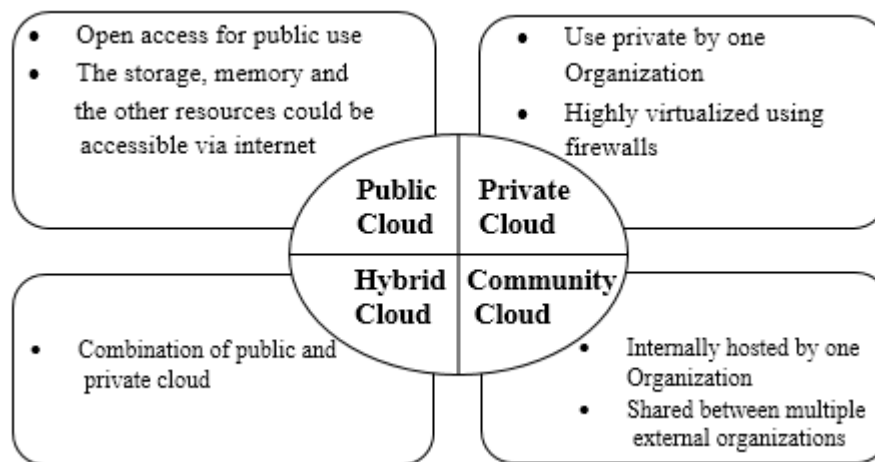 • Open access for public use
• The storage, memory and
the other resources could be
accessible via internet
• Use private by one
Organization
• Highly virtualized using
firewalls
Public
Cloud
Private
Cloud
Hybrid
Cloud
Community
Cloud
• Combination of public and
private cloud
• Internally hosted by one
Organization
• Shared between multiple
external organizations